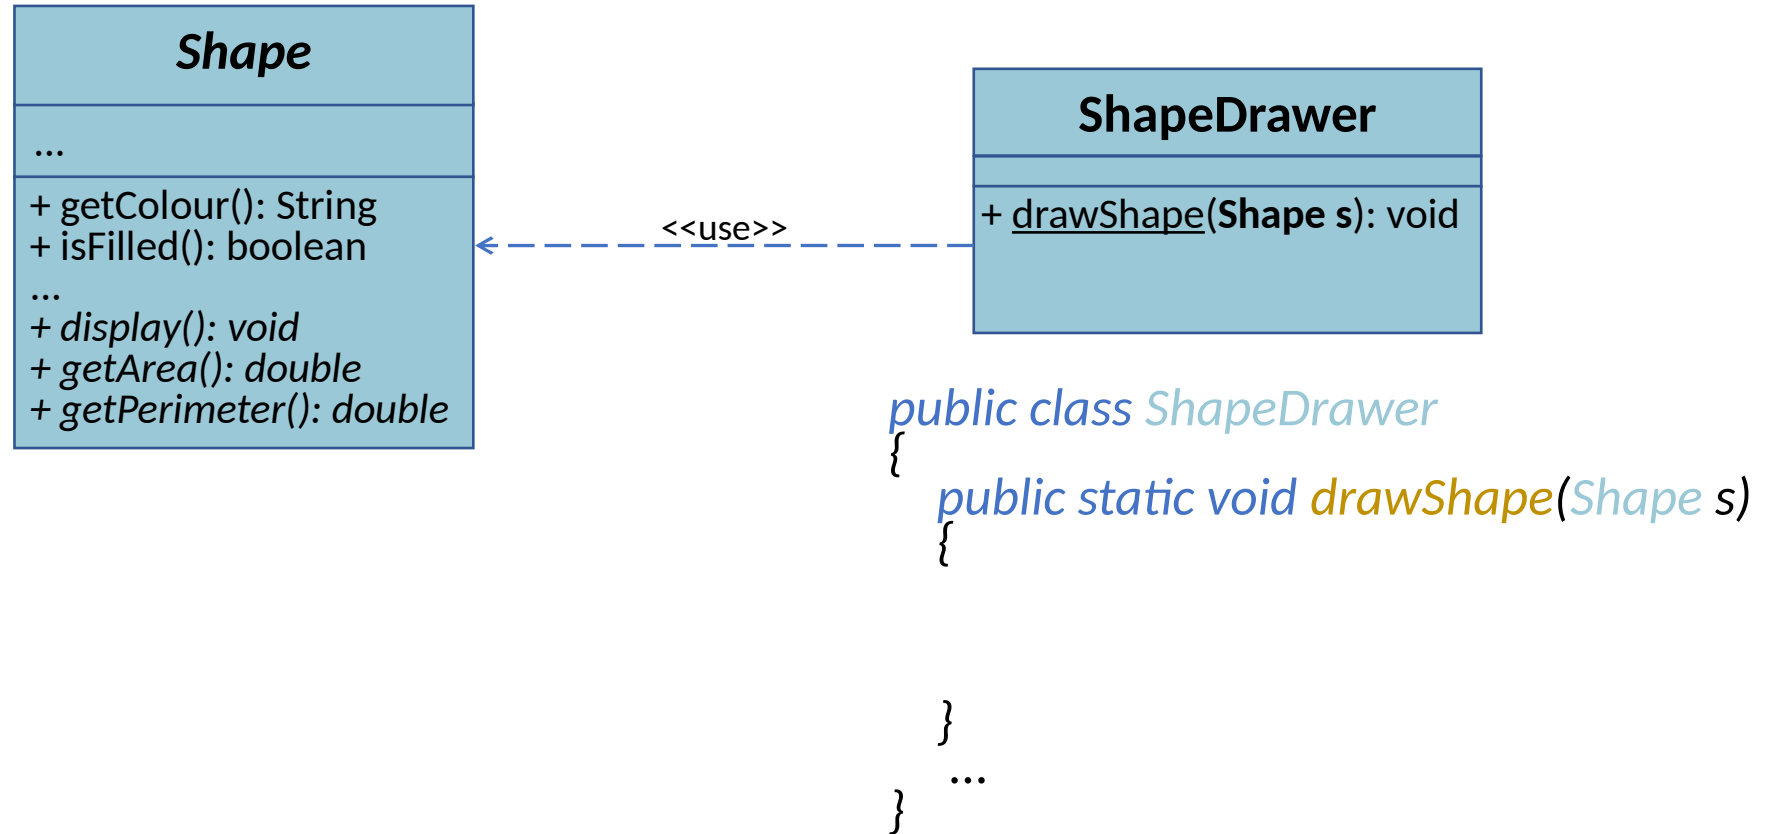 Shape
...
+ getColour(): String
+ isFilled(): boolean
...
+ display(): void
+ getArea(): double
+ getPerimeter(): double
<<use>>
ShapeDrawer
+ drawShape(Shape s): void
public class ShapeDrawer
{
public static void drawShape(Shape s)
{
}
...
}